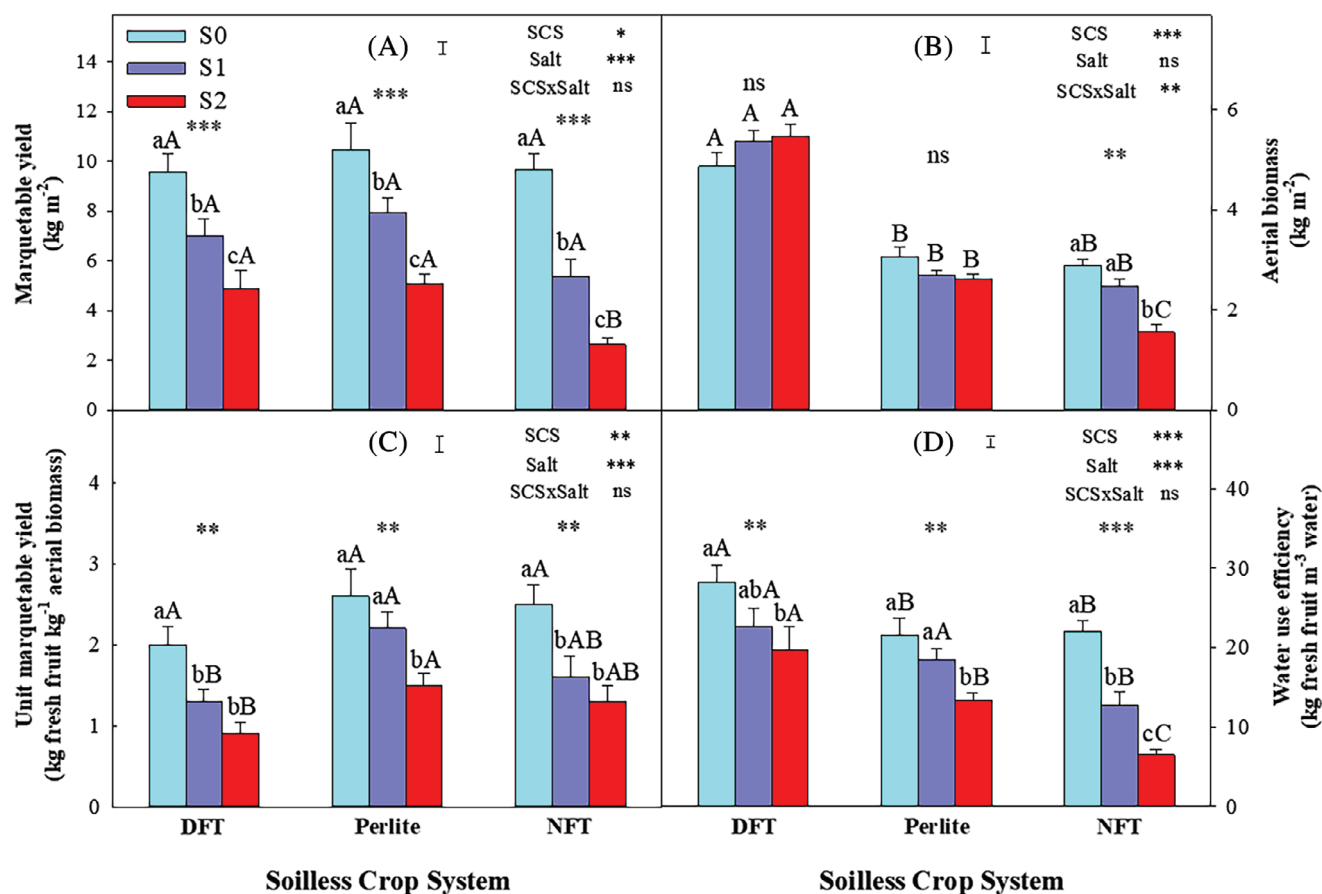 S0
S1
S2
(A)
SCS *
Salt ***
SCSxSalt ns
14
12
10
8
6
4
2
0
Marquetable yield
(kg m-2)
aA
***
bA
cA
aA
***
bA
cA
aA
***
bA
cB
(B)
SCS ***
Salt ns
SCSxSalt **
6
4
2
0
Aerial biomass
(kg m-2)
A
ns
A
A
ns
B
B
B
**
aB
aB
bC
(C)
SCS **
Salt ***
SCSxSalt ns
4
3
2
1
0
Unit marquetable yield
(kg fresh fruit kg-1 aerial biomass)
**
aA
bB
bB
**
aA
aA
bA
**
aA
bAB
bAB
DFT Perlite NFT
Soilless Crop System
(D)
SCS ***
Salt ***
SCSxSalt ns
40
30
20
10
0
Water use efficiency
(kg fresh fruit m-3 water)
**
aA
abA
bA
**
aB
aA
bB
***
aB
bB
cC
DFT Perlite NFT
Soilless Crop System